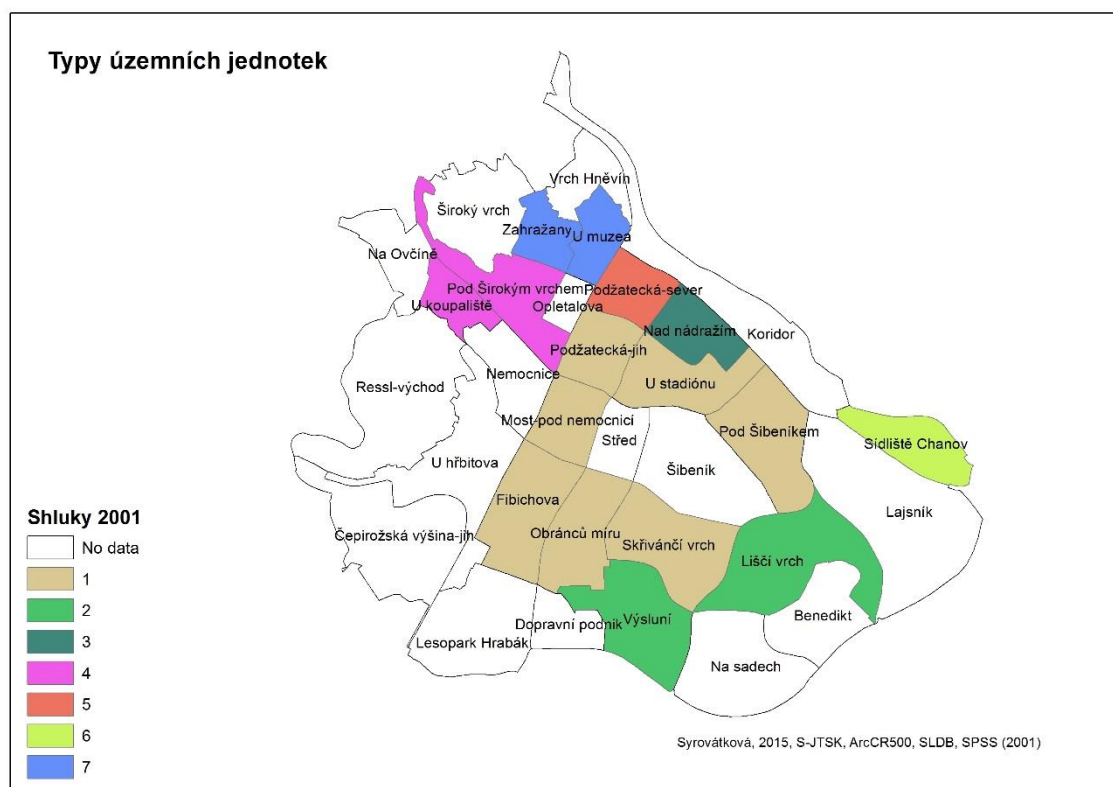 Typy územních jednotek
Vrch Hněvín
Široký vrch
Zahražany
U muzea
Na Ovčíně
Pod Širokým vrchem
Podžatecká-sever
U koupaliště
Opletalova
Nad nádražím
Koridor
Podžatecká-jih
Nemocnice
U stadiónu
Ressl-východ
Most-pod nemocnicí
Pod Šibeníkem
Střed
Sídliště Chanov
U hřbitova
Šibeník
Fibichova
Lajsník
Čepirožská výšina-jih
Obránců míru
Skřivánčí vrch
Liščí vrch
Výsluní
Benedikt
Dopravní podnik
Lesopark Hrabák
Na sadech
Shluky 2001
No data
1
2
3
4
5
6
7
Syrovátková, 2015, S-JTSK, ArcCR500, SLDB, SPSS (2001)